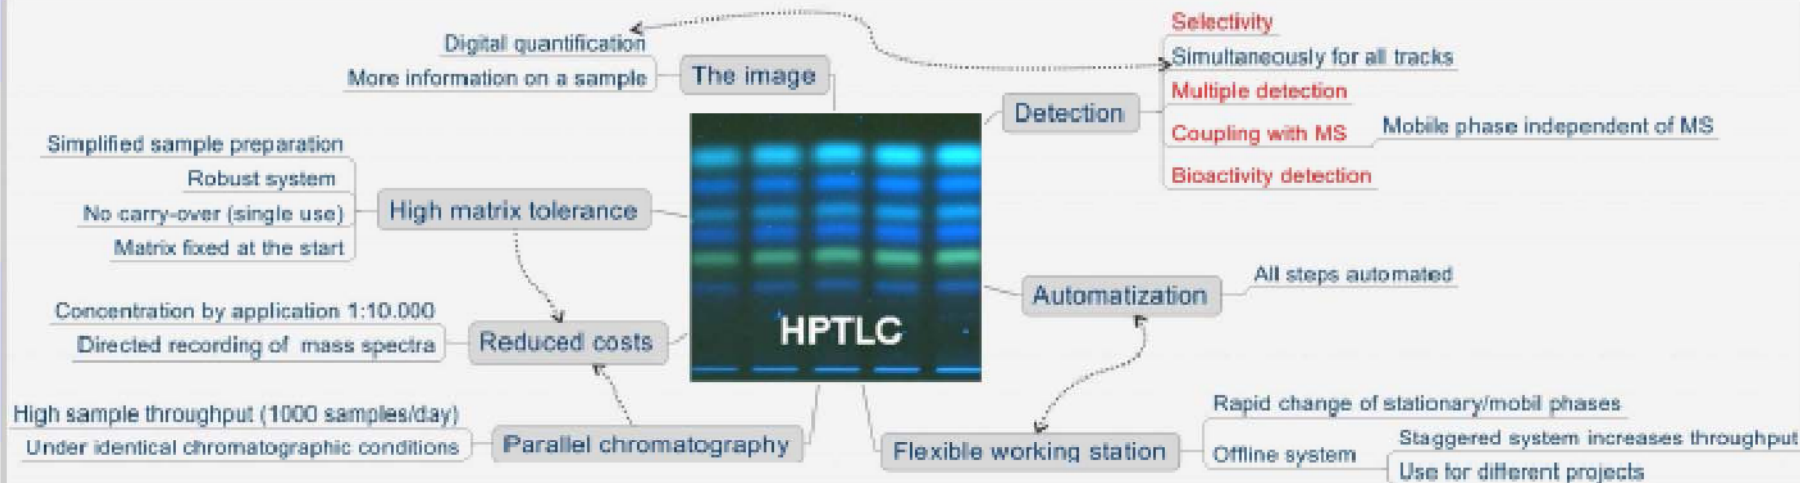 Digital quantification
More information on a sample
The image
Simplified sample preparation
Robust system
No carry-over (single use)
Matrix fixed at the start
High matrix tolerance
Concentration by application 1:10.000
Directed recording of mass spectra
Reduced costs
High sample throughput (1000 samples/day)
Under identical chromatographic conditions
Parallel chromatography
HPTLC
Detection
Selectivity
Simultaneously for all tracks
Multiple detection
Coupling with MS
Mobile phase independent of MS
Bioactivity detection
Automatization
All steps automated
Flexible working station
Rapid change of stationary/mobil phases
Offline system
Staggered system increases throughput
Use for different projects